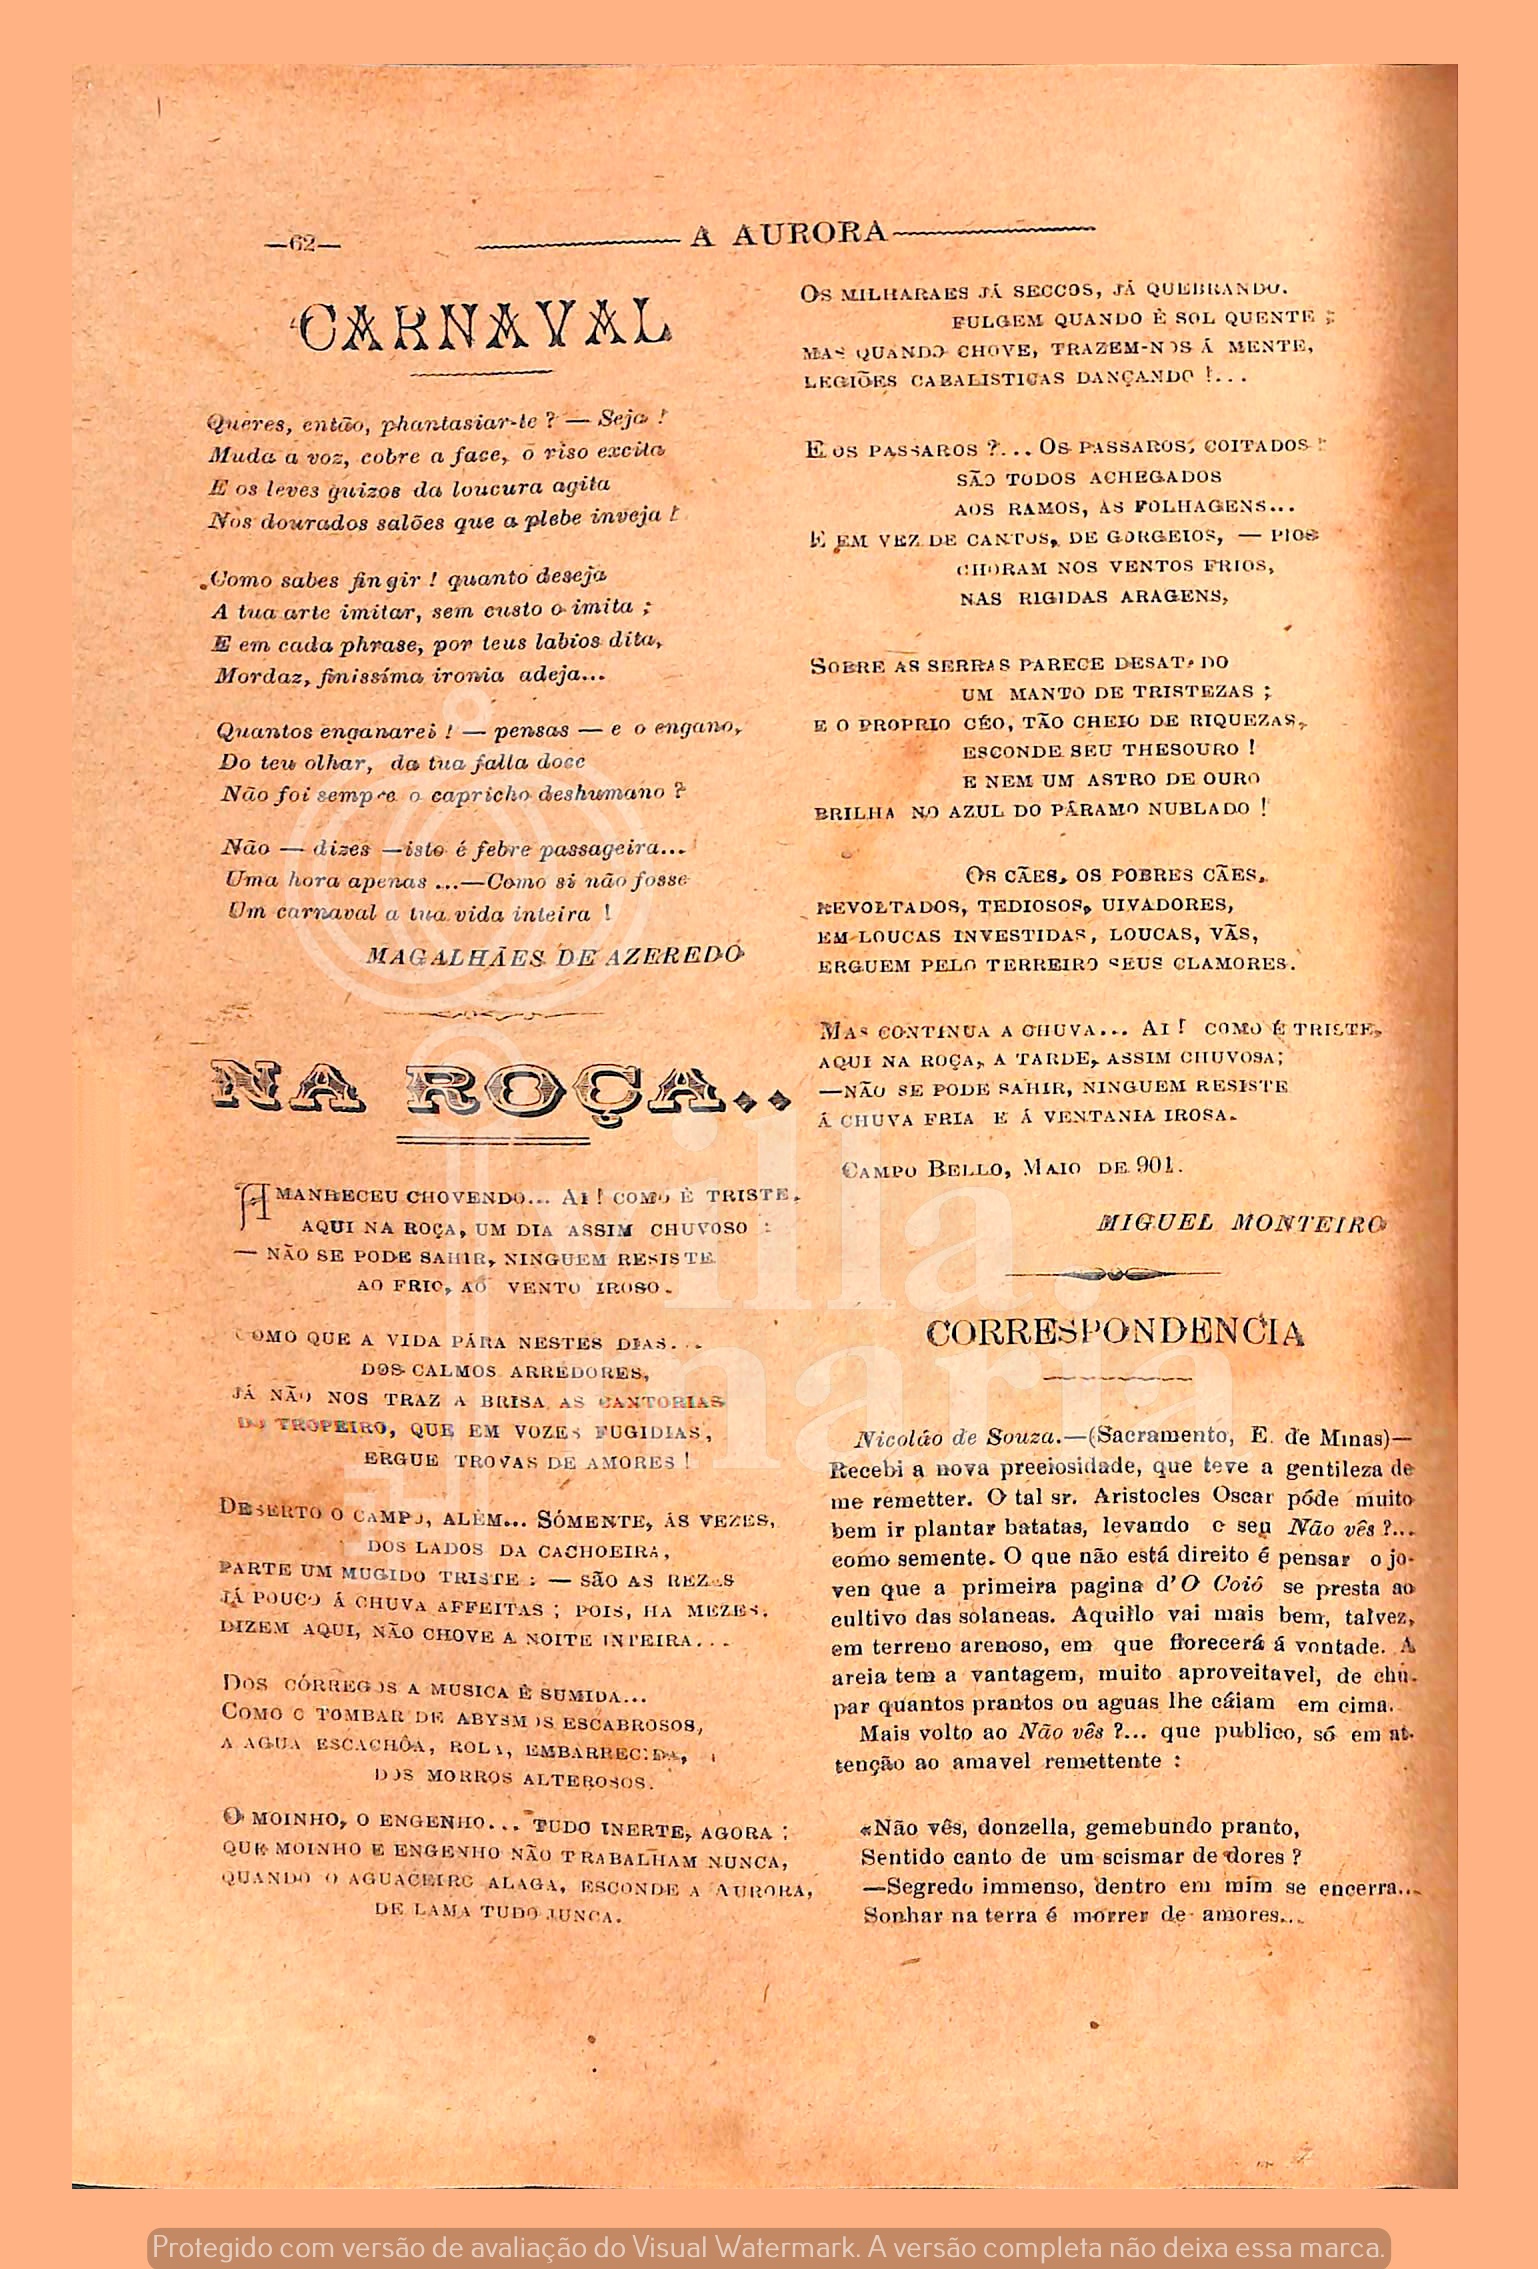 —62—
A AURORA
CARNAVAL
Queres, então, phantasiar-te ? — Seja !
Muda a voz, cobre a face, o riso excita
E os leves guizos da loucura agita
Nos dourados salões que a plebe inveja !
Como sabes fingir ! quanto deseja
A tua arte imitar, sem custo o imita ;
E em cada phrase, por teus labios dita,
Mordaz, finissíma ironia adeja...
Quantos enganarei ! — pensas — e o engano,
Do teu olhar, da tua falla doce
Não foi sempre o capricho deshumano ?
Não — dizes —isto é febre passageira...
Uma hora apenas ...—Como si não fosse
Um carnaval a tua vida inteira !
MAGALHÃES DE AZEREDO
NA ROÇA..
AMANHECEU CHOVENDO... AI ! COMO É TRISTE,
AQUI NA ROÇA, UM DIA ASSIM CHUVOSO :
— NÃO SE PODE SAHIR, NINGUEM RESISTE
AO FRIO, AO VENTO IROSO.
COMO QUE A VIDA PÁRA NESTES DIAS...
DOS CALMOS ARREDORES,
JÁ NÃO NOS TRAZ A BRISA AS CANTORIAS
DO TROPEIRO, QUE EM VOZES FUGIDIAS,
ERGUE TROVAS DE AMORES !
DESERTO O CAMPO, ALÉM... SÓMENTE, ÁS VEZES,
DOS LADOS DA CACHOEIRA,
PARTE UM MUGIDO TRISTE : — SÃO AS REZES
JÁ POUCO Á CHUVA AFFEITAS ; POIS, HA MEZES,
DIZEM AQUI, NÃO CHOVE A NOITE INTEIRA...
DOS CÓRREGOS A MUSICA É SUMIDA...
COMO O TOMBAR DE ABYSMOS ESCABROSOS,
A AGUA ESCACHÔA, ROLA, EMBARRECIDA,
DOS MORROS ALTEROSOS.
O MOINHO, O ENGENHO... TUDO INERTE, AGORA ;
QUE MOINHO E ENGENHO NÃO TRABALHAM NUNCA,
QUANDO O AGUACEIRO ALAGA, ESCONDE A AURORA,
DE LAMA TUDO JUNCA.
OS MILHARAES JÁ SECCOS, JÁ QUEBRANDO.
FULGEM QUANDO É SOL QUENTE ;
MAS QUANDO CHOVE, TRAZEM-NOS Á MENTE,
LEGIÕES CABALISTICAS DANÇANDO !...
E OS PASSAROS ?... OS PASSAROS, COITADOS !
SÃO TODOS ACHEGADOS
AOS RAMOS, ÁS FOLHAGENS...
E EM VEZ DE CANTOS, DE GORGEIOS, — PIOS
CHORAM NOS VENTOS FRIOS,
NAS RIGIDAS ARAGENS,
SOBRE AS SERRAS PARECE DESATADO
UM MANTO DE TRISTEZAS ;
E O PROPRIO CÉO, TÃO CHEIO DE RIQUEZAS,
ESCONDE SEU THESOURO !
E NEM UM ASTRO DE OURO
BRILHA NO AZUL DO PÁRAMO NUBLADO !
OS CÃES, OS POBRES CÃES,
REVOLTADOS, TEDIOSOS, UIVADORES,
EM LOUCAS INVESTIDAS, LOUCAS, VÃS,
ERGUEM PELO TERREIRO SEUS CLAMORES.
MAS CONTINUA A CHUVA... AI ! COMO É TRISTE,
AQUI NA ROÇA, A TARDE, ASSIM CHUVOSA;
—NÃO SE PODE SAHIR, NINGUEM RESISTE
Á CHUVA FRIA E Á VENTANIA IROSA.
CAMPO BELLO, MAIO DE 901.
MIGUEL MONTEIRO
CORRESPONDENCIA
Nicoláo de Souza.—(Sacramento, E. de Minas)—
Recebi a nova preciosidade, que teve a gentileza de
me remetter. O tal sr. Aristocles Oscar póde muito
bem ir plantar batatas, levando o seu Não vês ?...
como semente. O que não está direito é pensar o jo-
ven que a primeira pagina d'O Coió se presta ao
cultivo das solaneas. Aquillo vai mais bem, talvez,
em terreno arenoso, em que florecerá á vontade. A
areia tem a vantagem, muito aproveitavel, de chu-
par quantos prantos ou aguas lhe cáiam em cima.
Mais volto ao Não vês ?... que publico, só em at-
tenção ao amavel remettente :
«Não vês, donzella, gemebundo pranto,
Sentido canto de um scismar de dores ?
—Segredo immenso, dentro em mim se encerra...
Sonhar na terra é morrer de amores...
villa.
maria
Protegido com versão de avaliação do Visual Watermark. A versão completa não deixa essa marca.